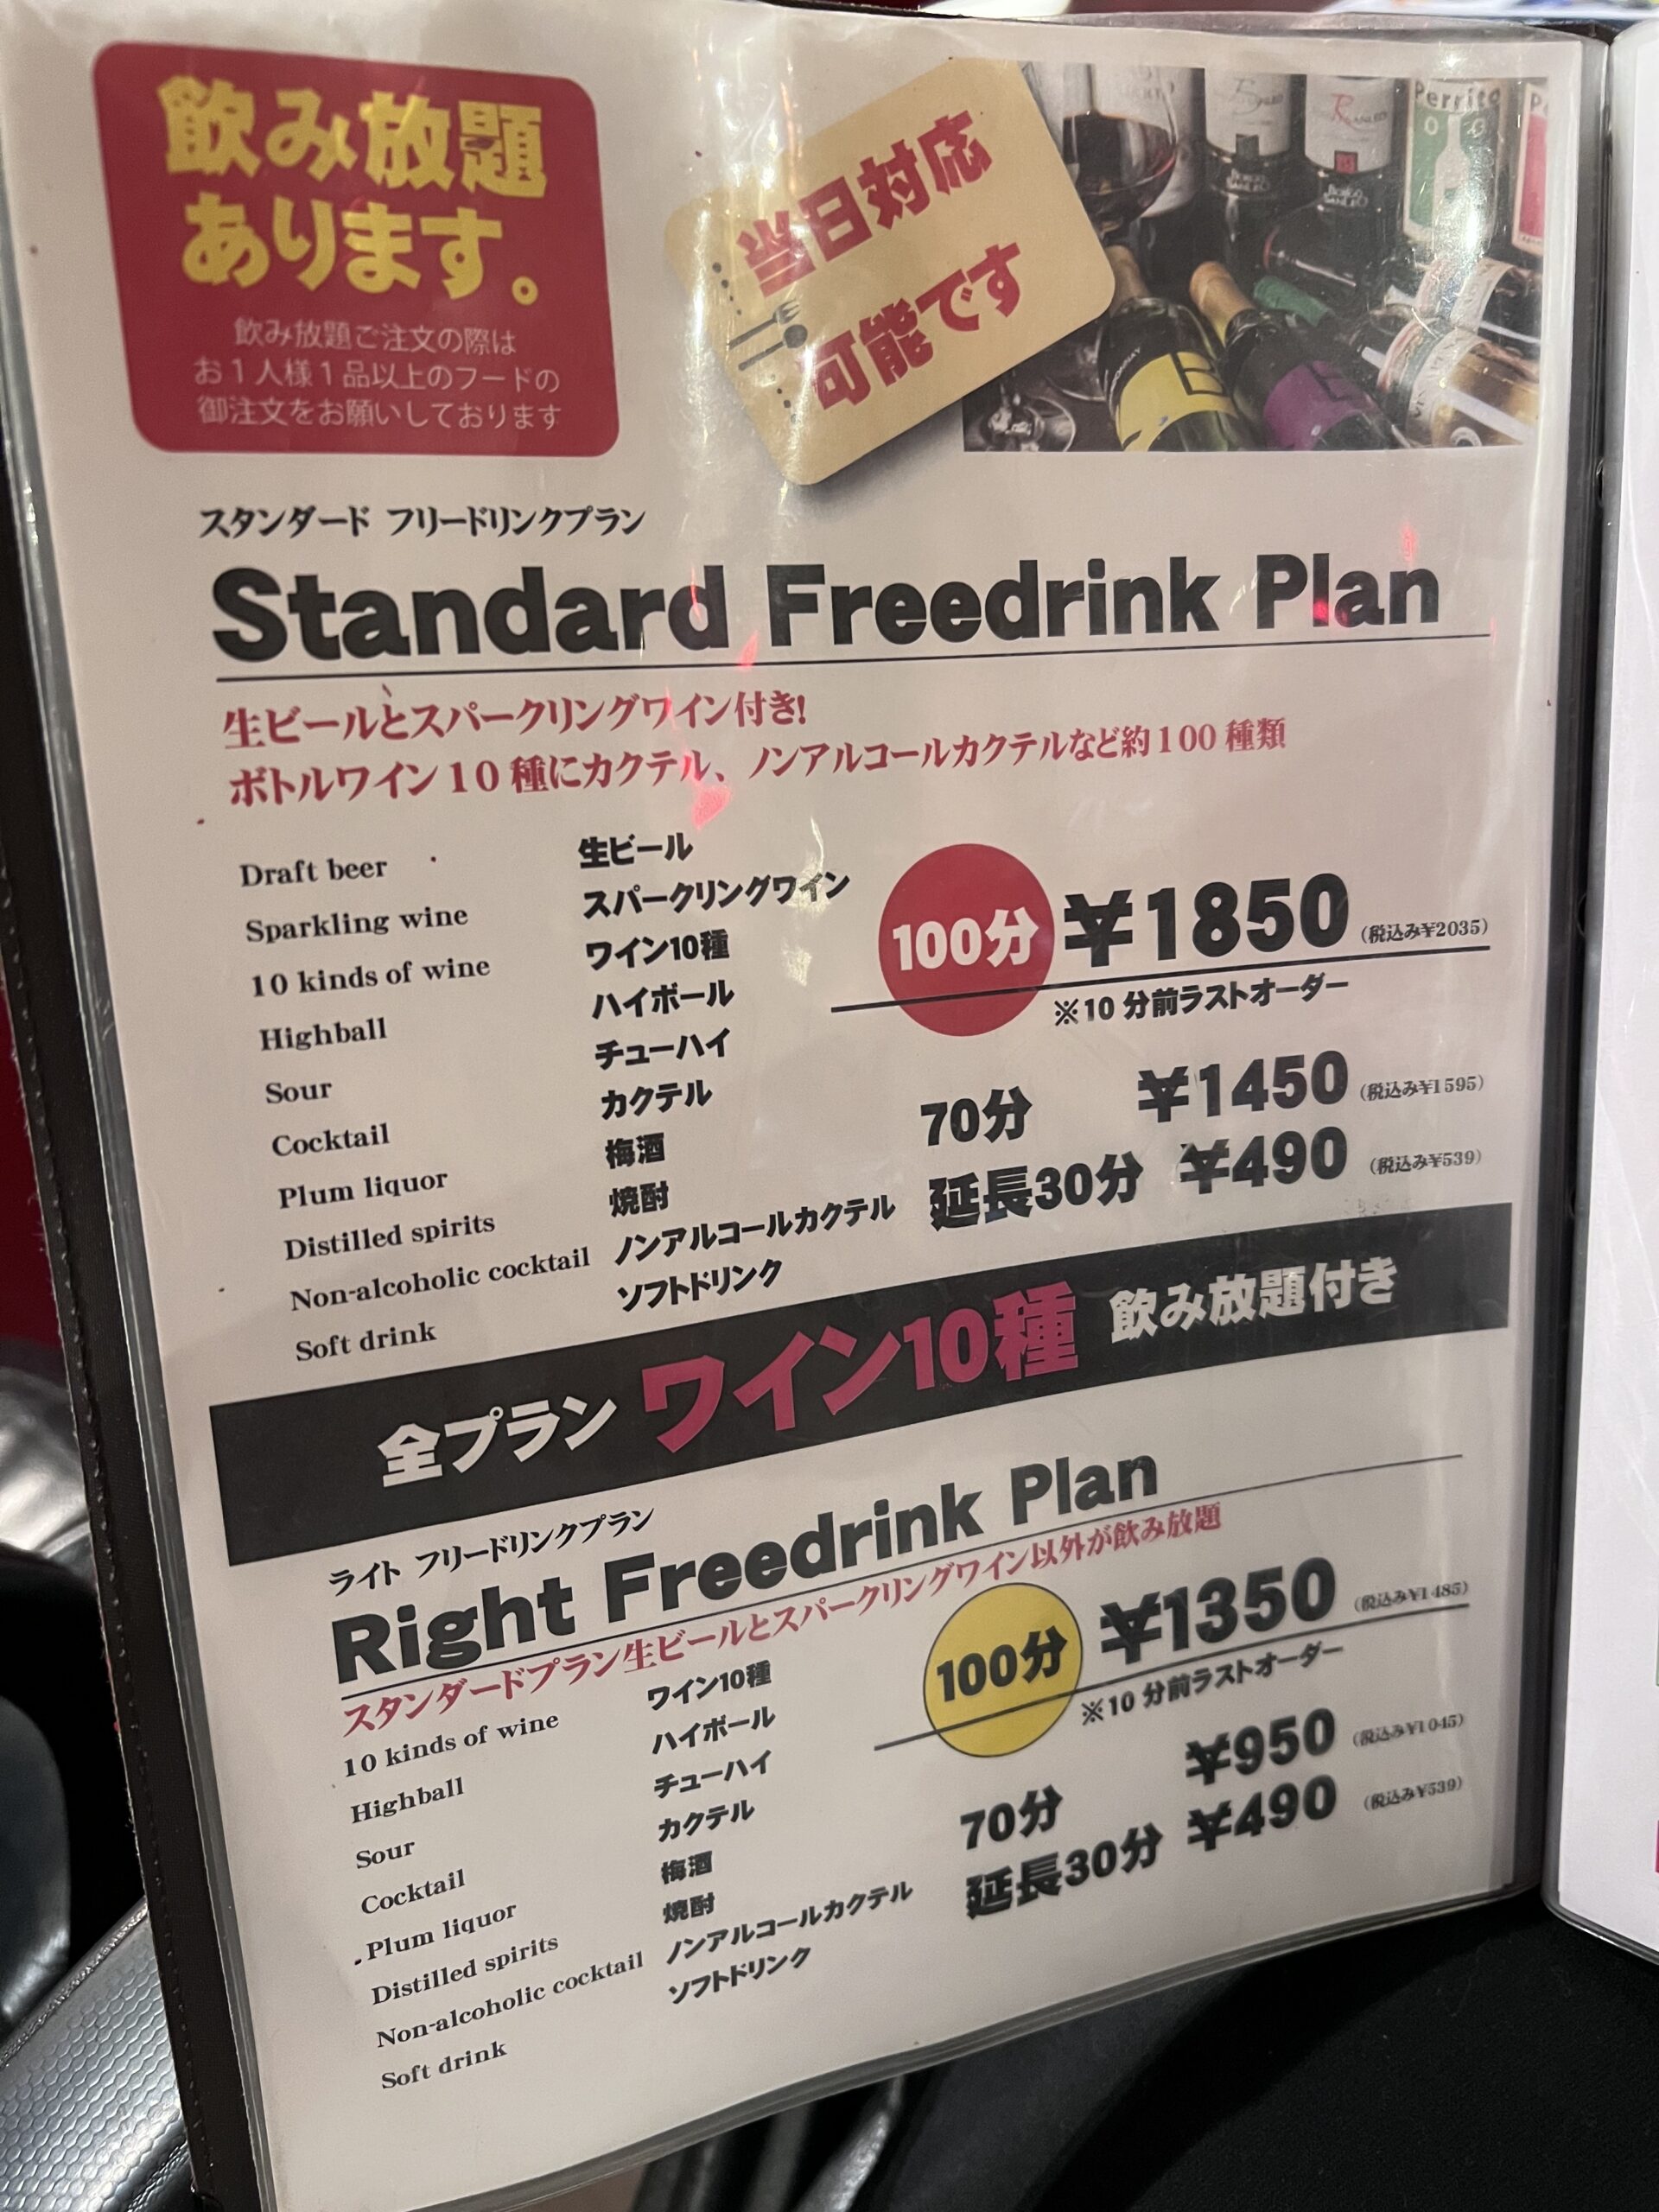 飲み放題
あります。
飲み放題ご注文の際は
お1人様1品以上のフードの
御注文をお願いしております
当日対応
可能です
Perrito
スタンダード フリードリンクプラン
Standard Freedrink Plan
生ビールとスパークリングワイン付き!
ボトルワイン10種にカクテル、ノンアルコールカクテルなど約100種類
Draft beer 生ビール
Sparkling wine スパークリングワイン
10 kinds of wine ワイン10種
Highball ハイボール
Sour チューハイ
Cocktail カクテル
Plum liquor 梅酒
Distilled spirits 焼酎
Non-alcoholic cocktail ノンアルコールカクテル
Soft drink ソフトドリンク
100分 ¥1850 (税込み¥2035)
※10分前ラストオーダー
70分 ¥1450 (税込み¥1595)
延長30分 ¥490 (税込み¥539)
全プラン ワイン10種 飲み放題付き
ライト フリードリンクプラン
Right Freedrink Plan
スタンダードプラン生ビールとスパークリングワイン以外が飲み放題
10 kinds of wine ワイン10種
Highball ハイボール
Sour チューハイ
Cocktail カクテル
Plum liquor 梅酒
Distilled spirits 焼酎
Non-alcoholic cocktail ノンアルコールカクテル
Soft drink ソフトドリンク
100分 ¥1350 (税込み¥1485)
※10分前ラストオーダー
70分 ¥950 (税込み¥1045)
延長30分 ¥490 (税込み¥539)